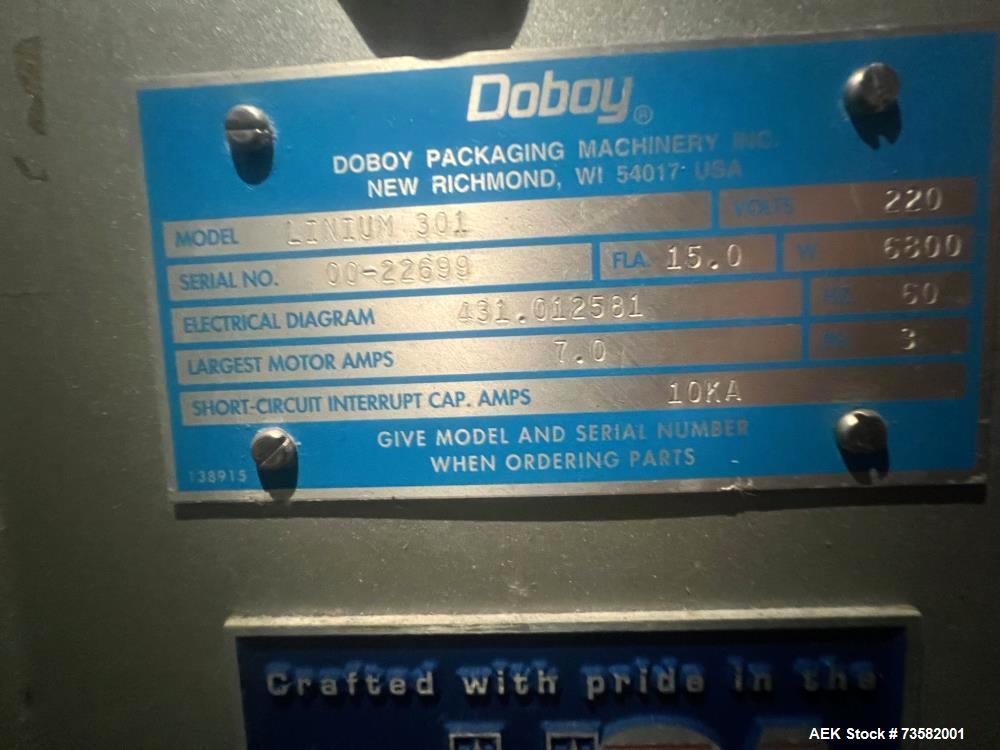 Doboy®
DOBOY PACKAGING MACHINERY INC.
NEW RICHMOND, WI 54017 USA
MODEL LINIUM 301 VOLTS 220
SERIAL NO. 00-22699 FLA 15.0 W 6800
ELECTRICAL DIAGRAM 431.012581 HZ 60
LARGEST MOTOR AMPS 7.0 3
SHORT-CIRCUIT INTERRUPT CAP. AMPS 10KA
GIVE MODEL AND SERIAL NUMBER
WHEN ORDERING PARTS
138915
Crafted with pride in the
AEK Stock # 73582001